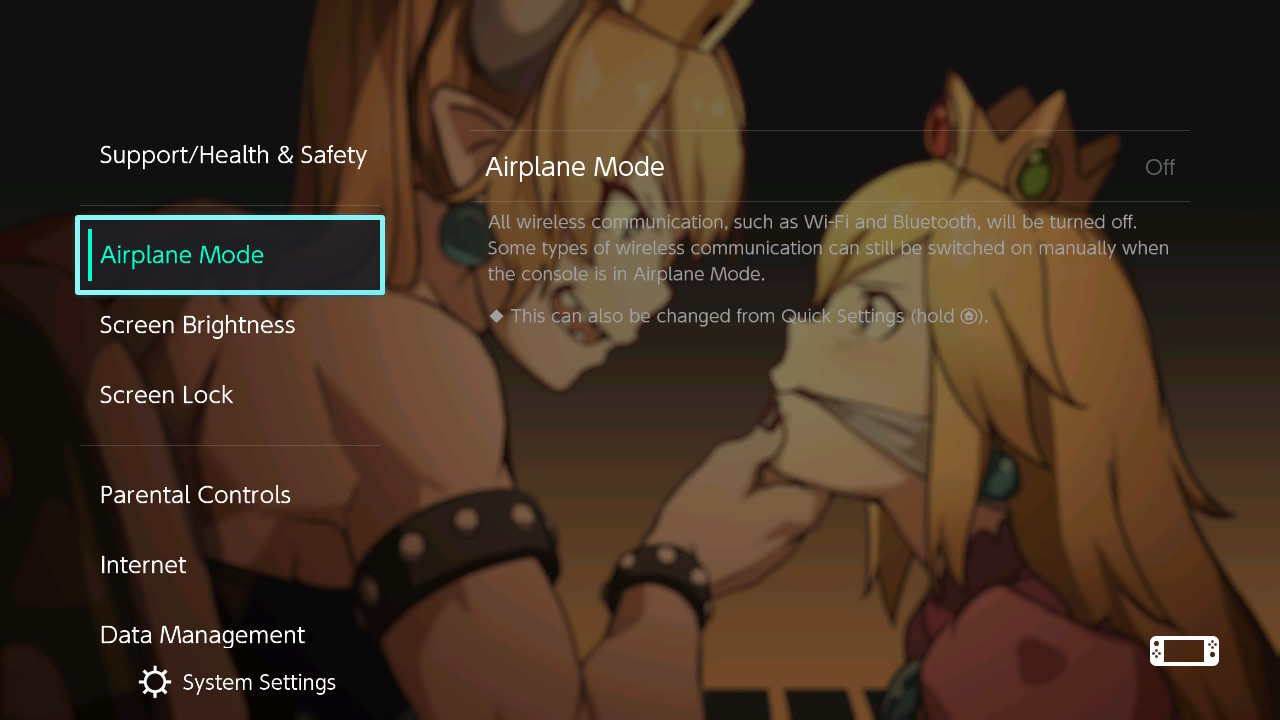 Support/Health & Safety
Airplane Mode
Screen Brightness
Screen Lock
Parental Controls
Internet
Data Management
System Settings
Airplane Mode Off
All wireless communication, such as Wi-Fi and Bluetooth, will be turned off.
Some types of wireless communication can still be switched on manually when
the console is in Airplane Mode.
◆ This can also be changed from Quick Settings (hold ).